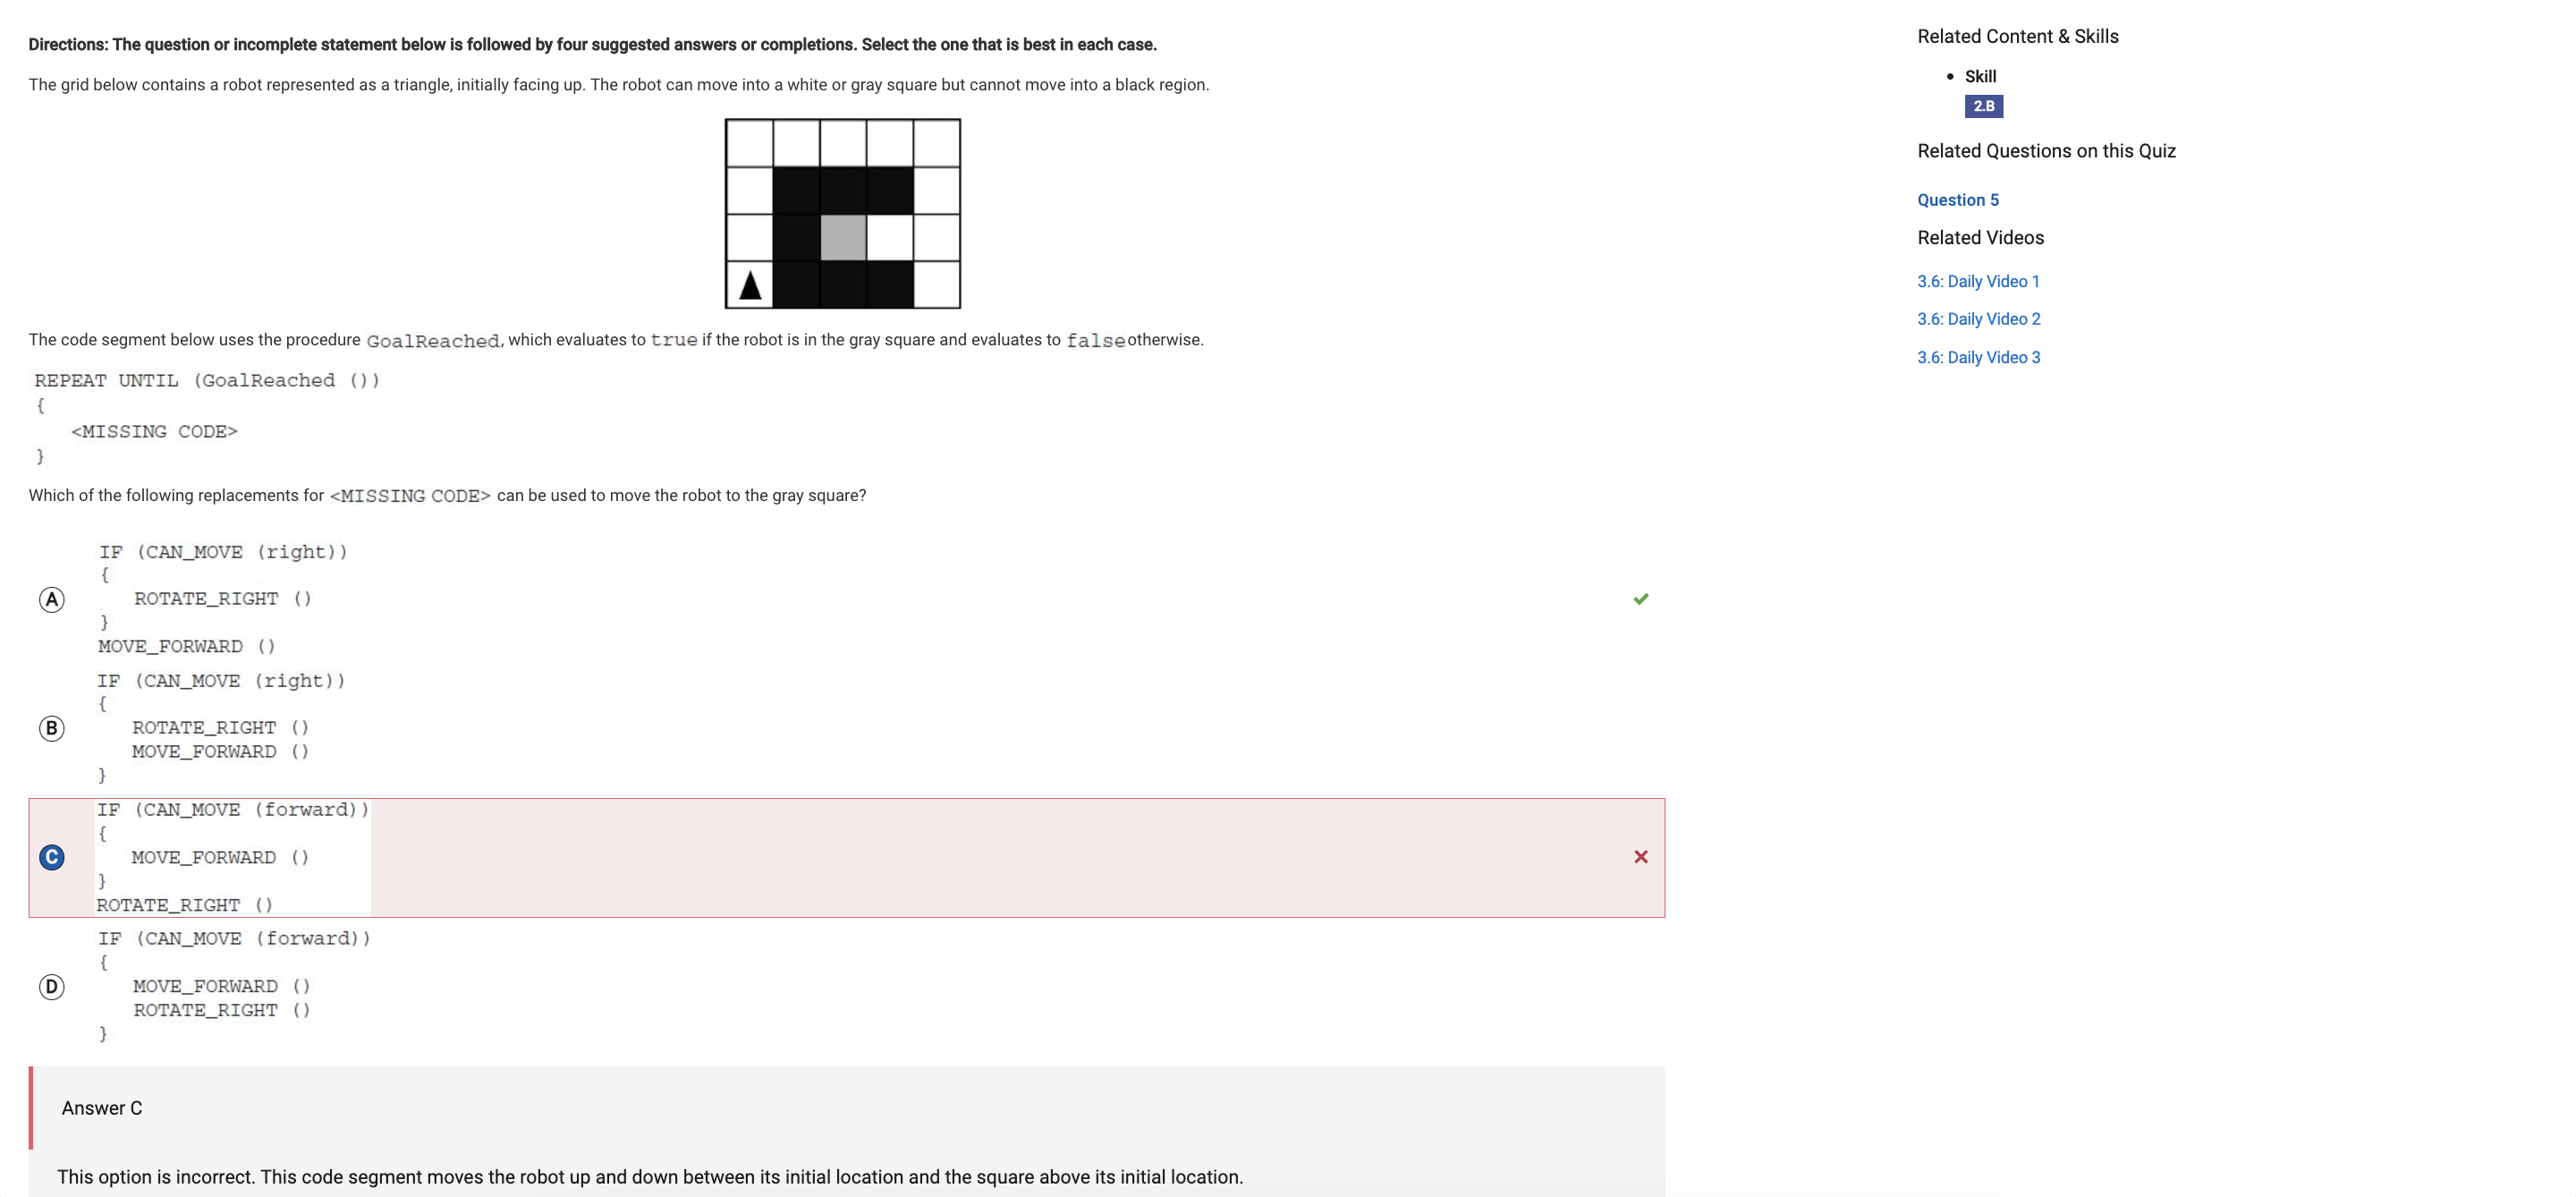 Directions: The question or incomplete statement below is followed by four suggested answers or completions. Select the one that is best in each case.
The grid below contains a robot represented as a triangle, initially facing up. The robot can move into a white or gray square but cannot move into a black region.
The code segment below uses the procedure GoalReached, which evaluates to true if the robot is in the gray square and evaluates to false otherwise.
REPEAT UNTIL (GoalReached ())
{
<MISSING CODE>
}
Which of the following replacements for <MISSING CODE> can be used to move the robot to the gray square?
A
IF (CAN_MOVE (right))
{
ROTATE_RIGHT ()
}
MOVE_FORWARD ()
B
IF (CAN_MOVE (right))
{
ROTATE_RIGHT ()
MOVE_FORWARD ()
}
C
IF (CAN_MOVE (forward))
{
MOVE_FORWARD ()
}
ROTATE_RIGHT ()
D
IF (CAN_MOVE (forward))
{
MOVE_FORWARD ()
ROTATE_RIGHT ()
}
Answer C
This option is incorrect. This code segment moves the robot up and down between its initial location and the square above its initial location.
Related Content & Skills
• Skill
2.B
Related Questions on this Quiz
Question 5
Related Videos
3.6: Daily Video 1
3.6: Daily Video 2
3.6: Daily Video 3